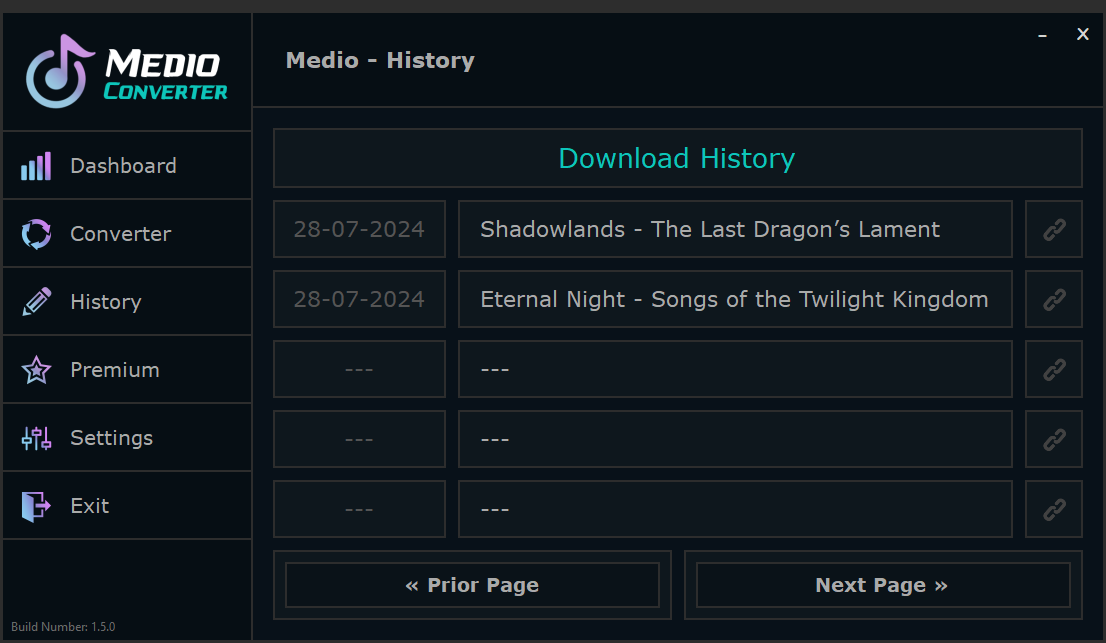 MEDIO
CONVERTER
Dashboard
Converter
History
Premium
Settings
Exit
Build Number: 1.5.0
Medio - History
Download History
28-07-2024 Shadowlands - The Last Dragon’s Lament
28-07-2024 Eternal Night - Songs of the Twilight Kingdom
--- ---
--- ---
--- ---
« Prior Page Next Page »